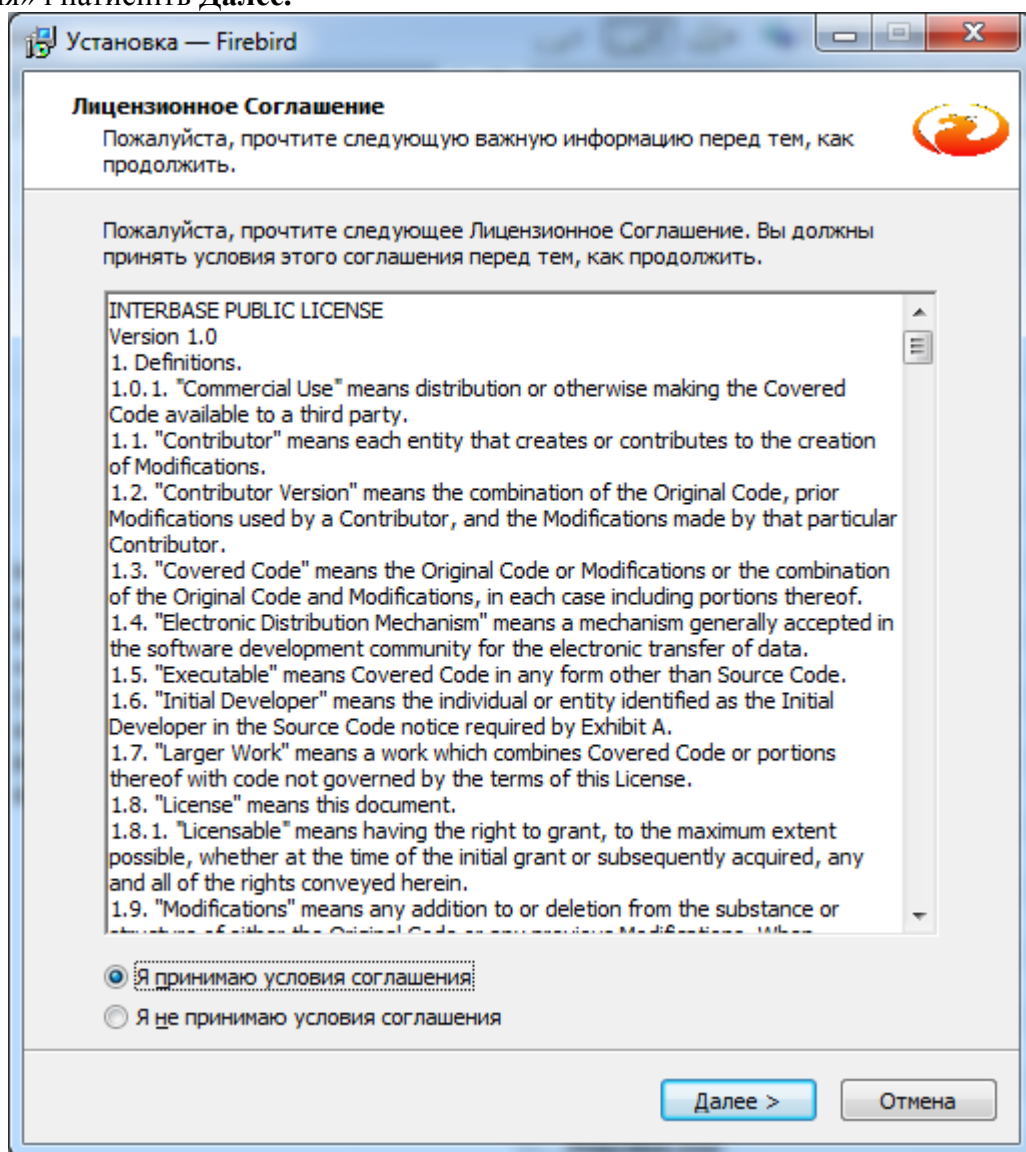 я» і натисніть Далее.
Установка — Firebird
Лицензионное Соглашение
Пожалуйста, прочтите следующую важную информацию перед тем, как
продолжить.
Пожалуйста, прочтите следующее Лицензионное Соглашение. Вы должны
принять условия этого соглашения перед тем, как продолжить.
INTERBASE PUBLIC LICENSE
Version 1.0
1. Definitions.
1.0.1. "Commercial Use" means distribution or otherwise making the Covered
Code available to a third party.
1.1. "Contributor" means each entity that creates or contributes to the creation
of Modifications.
1.2. "Contributor Version" means the combination of the Original Code, prior
Modifications used by a Contributor, and the Modifications made by that particular
Contributor.
1.3. "Covered Code" means the Original Code or Modifications or the combination
of the Original Code and Modifications, in each case including portions thereof.
1.4. "Electronic Distribution Mechanism" means a mechanism generally accepted in
the software development community for the electronic transfer of data.
1.5. "Executable" means Covered Code in any form other than Source Code.
1.6. "Initial Developer" means the individual or entity identified as the Initial
Developer in the Source Code notice required by Exhibit A.
1.7. "Larger Work" means a work which combines Covered Code or portions
thereof with code not governed by the terms of this License.
1.8. "License" means this document.
1.8.1. "Licensable" means having the right to grant, to the maximum extent
possible, whether at the time of the initial grant or subsequently acquired, any
and all of the rights conveyed herein.
1.9. "Modifications" means any addition to or deletion from the substance or
structure of either the Original Code or any previous Modifications. When
Я принимаю условия соглашения
Я не принимаю условия соглашения
Далее >
Отмена